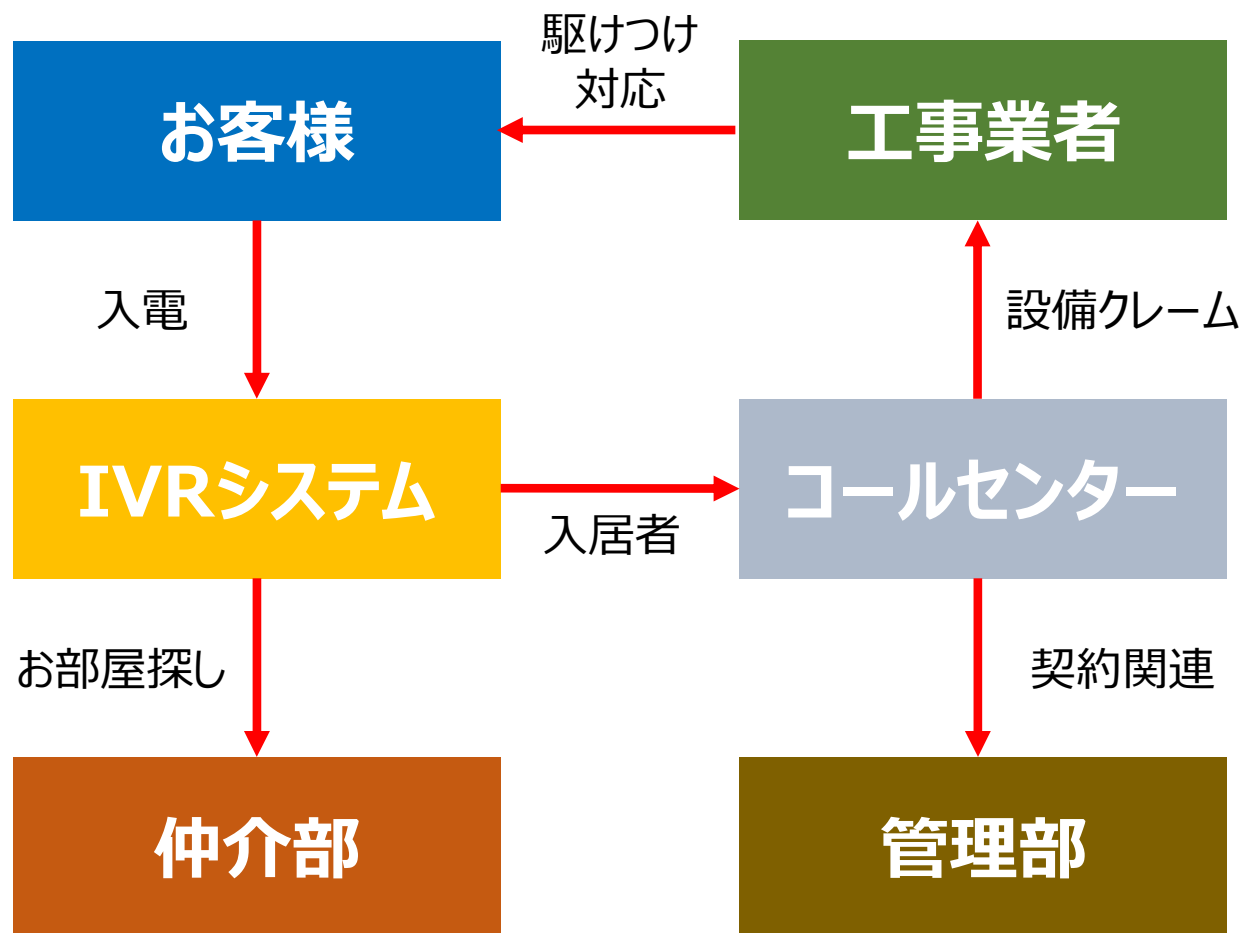 駆けつけ
対応
お客様
工事業者
入電
設備クレーム
IVRシステム
コールセンター
入居者
お部屋探し
契約関連
仲介部
管理部